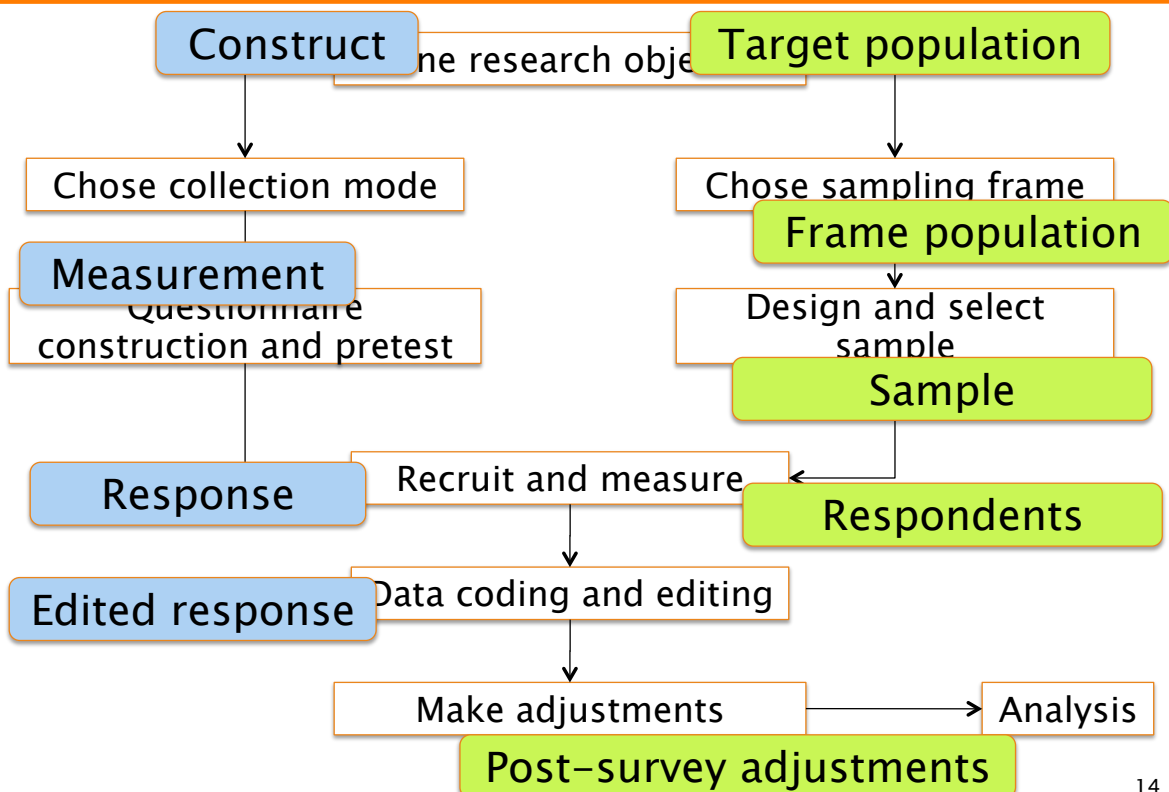 Construct
Target population
ne research obje
Chose collection mode
Chose sampling frame
Frame population
Measurement
Questionnaire
construction and pretest
Design and select
sample
Sample
Recruit and measure
Response
Respondents
Data coding and editing
Edited response
Make adjustments
Analysis
Post-survey adjustments
14